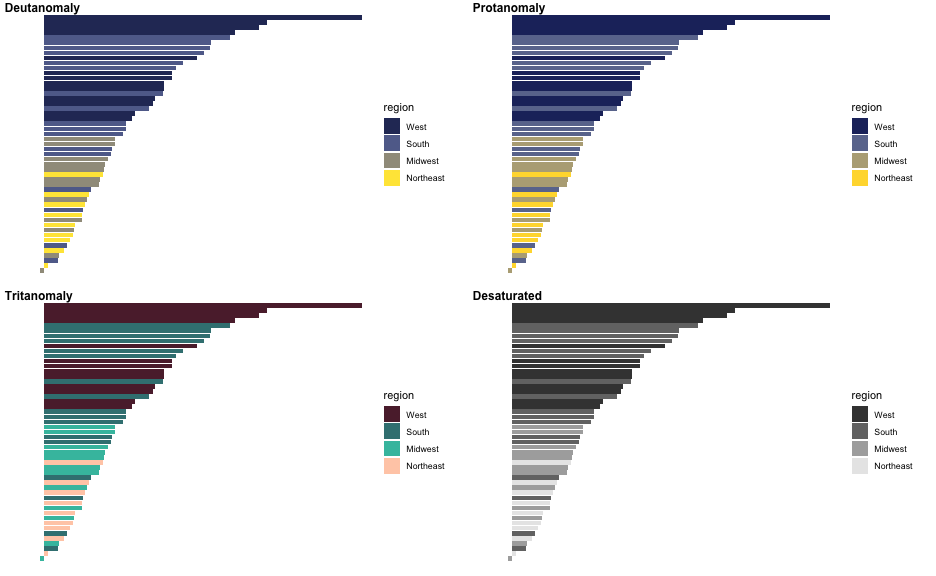 Deutanomaly
region
West
South
Midwest
Northeast
Protanomaly
region
West
South
Midwest
Northeast
Tritanomaly
region
West
South
Midwest
Northeast
Desaturated
region
West
South
Midwest
Northeast